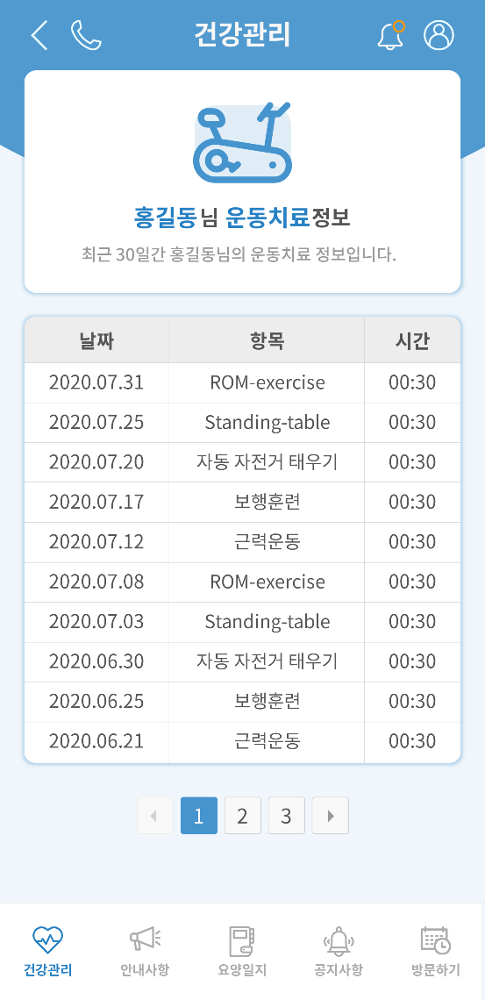 건강관리
홍길동님 운동치료정보
최근 30일간 홍길동님의 운동치료 정보입니다.
날짜 항목 시간
2020.07.31 ROM-exercise 00:30
2020.07.25 Standing-table 00:30
2020.07.20 자동 자전거 태우기 00:30
2020.07.17 보행훈련 00:30
2020.07.12 근력운동 00:30
2020.07.08 ROM-exercise 00:30
2020.07.03 Standing-table 00:30
2020.06.30 자동 자전거 태우기 00:30
2020.06.25 보행훈련 00:30
2020.06.21 근력운동 00:30
1 2 3
건강관리 안내사항 요양일지 공지사항 방문하기